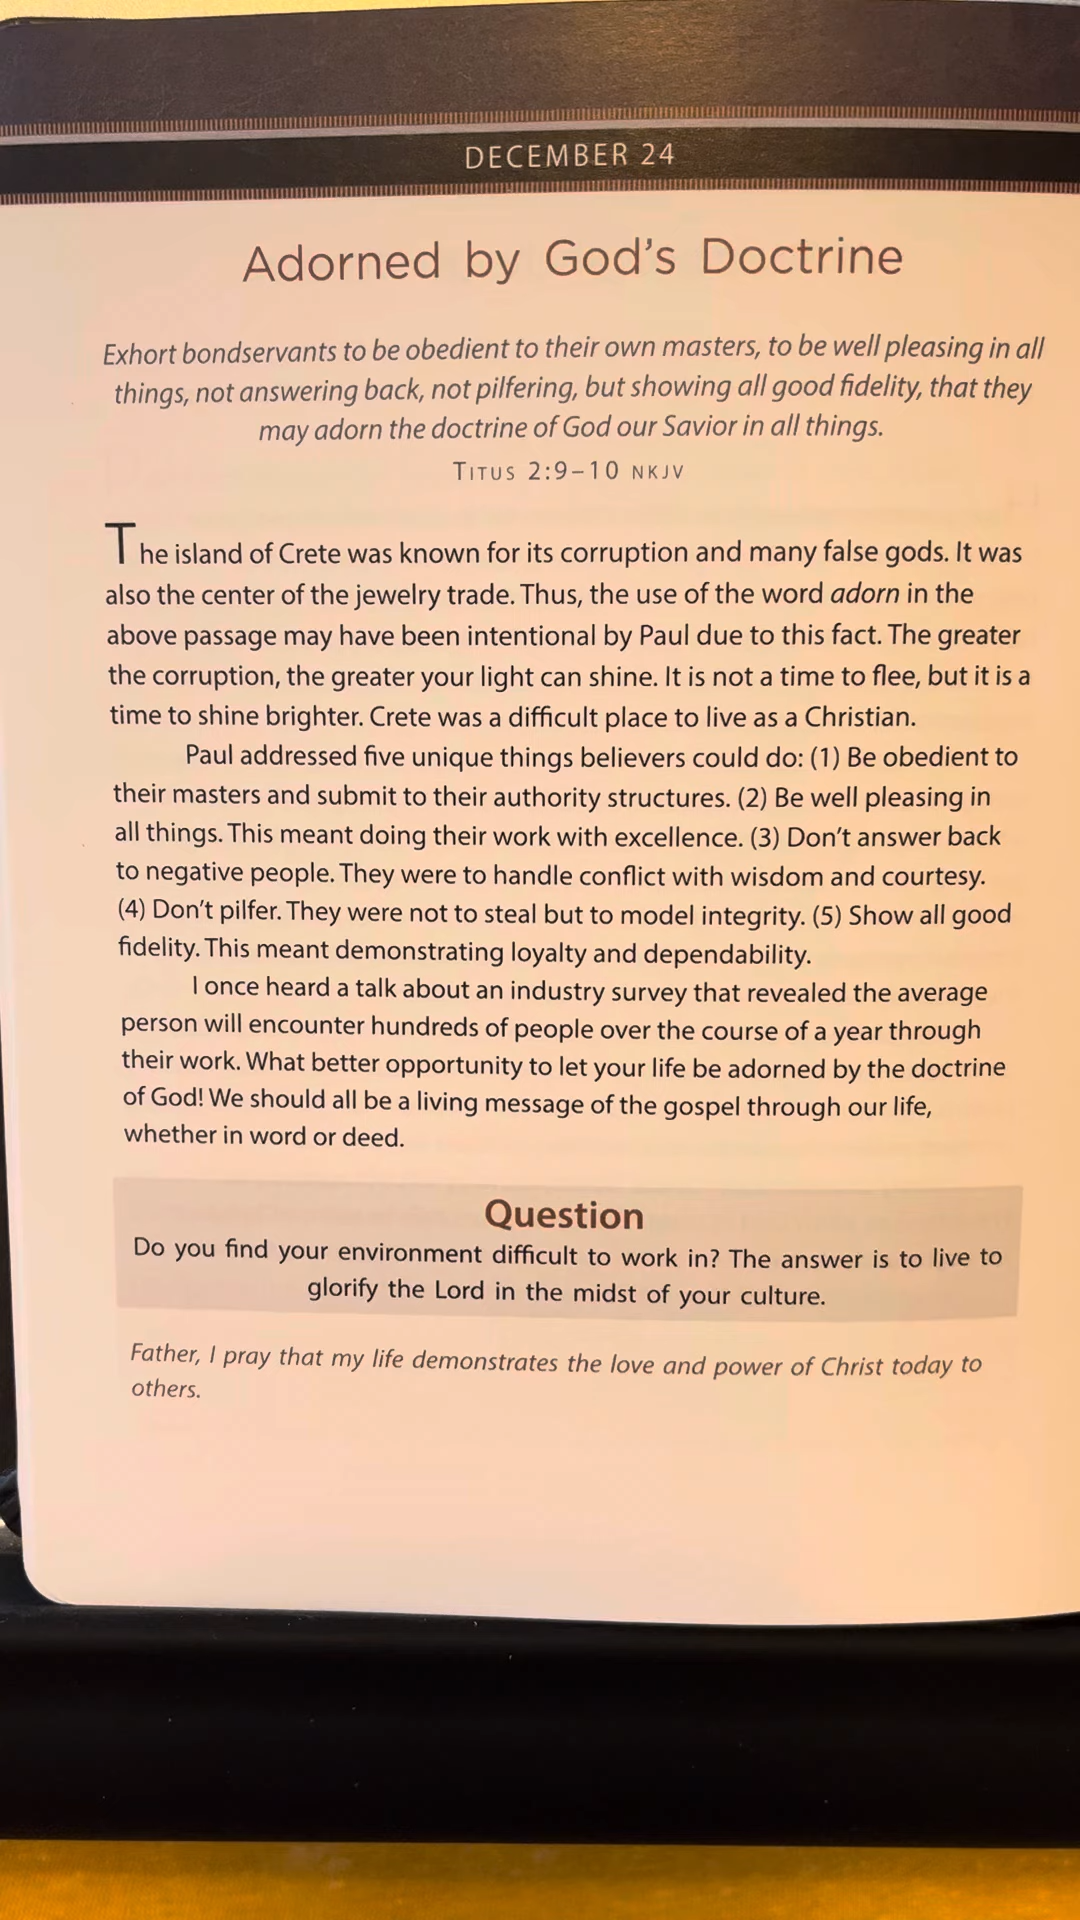 DECEMBER 24
Adorned by God's Doctrine
Exhort bondservants to be obedient to their own masters, to be well pleasing in all
things, not answering back, not pilfering, but showing all good fidelity, that they
may adorn the doctrine of God our Savior in all things.
TITUS 2:9–10 NKJV
The island of Crete was known for its corruption and many false gods. It was
also the center of the jewelry trade. Thus, the use of the word adorn in the
above passage may have been intentional by Paul due to this fact. The greater
the corruption, the greater your light can shine. It is not a time to flee, but it is a
time to shine brighter. Crete was a difficult place to live as a Christian.
Paul addressed five unique things believers could do: (1) Be obedient to
their masters and submit to their authority structures. (2) Be well pleasing in
all things. This meant doing their work with excellence. (3) Don't answer back
to negative people. They were to handle conflict with wisdom and courtesy.
(4) Don't pilfer. They were not to steal but to model integrity. (5) Show all good
fidelity. This meant demonstrating loyalty and dependability.
I once heard a talk about an industry survey that revealed the average
person will encounter hundreds of people over the course of a year through
their work. What better opportunity to let your life be adorned by the doctrine
of God! We should all be a living message of the gospel through our life,
whether in word or deed.
Question
Do you find your environment difficult to work in? The answer is to live to
glorify the Lord in the midst of your culture.
Father, I pray that my life demonstrates the love and power of Christ today to
others.